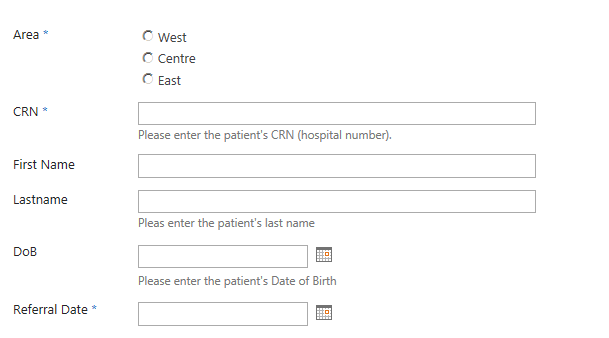 Area *
West
Centre
East
CRN *
Please enter the patient's CRN (hospital number).
First Name
Lastname
Pleas enter the patient's last name
DoB
Please enter the patient's Date of Birth
Referral Date *